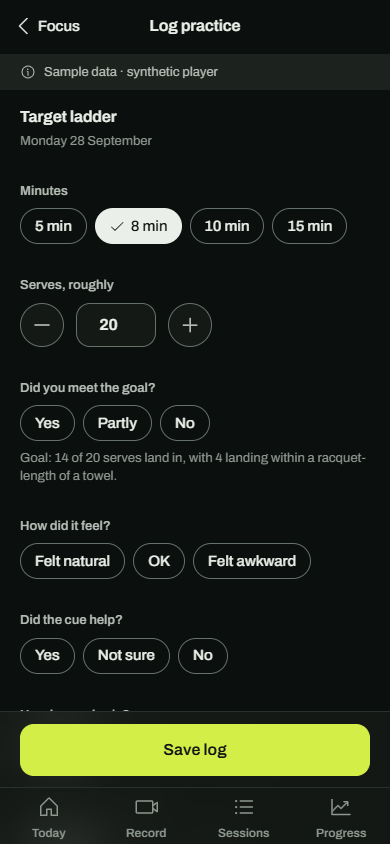 Focus
Log practice
Sample data · synthetic player
Target ladder
Monday 28 September
Minutes
5 min 8 min 10 min 15 min
Serves, roughly
20
Did you meet the goal?
Yes Partly No
Goal: 14 of 20 serves land in, with 4 landing within a racquet-
length of a towel.
How did it feel?
Felt natural OK Felt awkward
Did the cue help?
Yes Not sure No
Save log
Today Record Sessions Progress